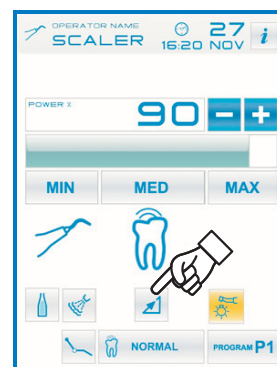 OPERATOR NAME
SCALER
16:20
27
NOV
i
POWER %
90
- +
MIN MED MAX
NORMAL
PROGRAM P1